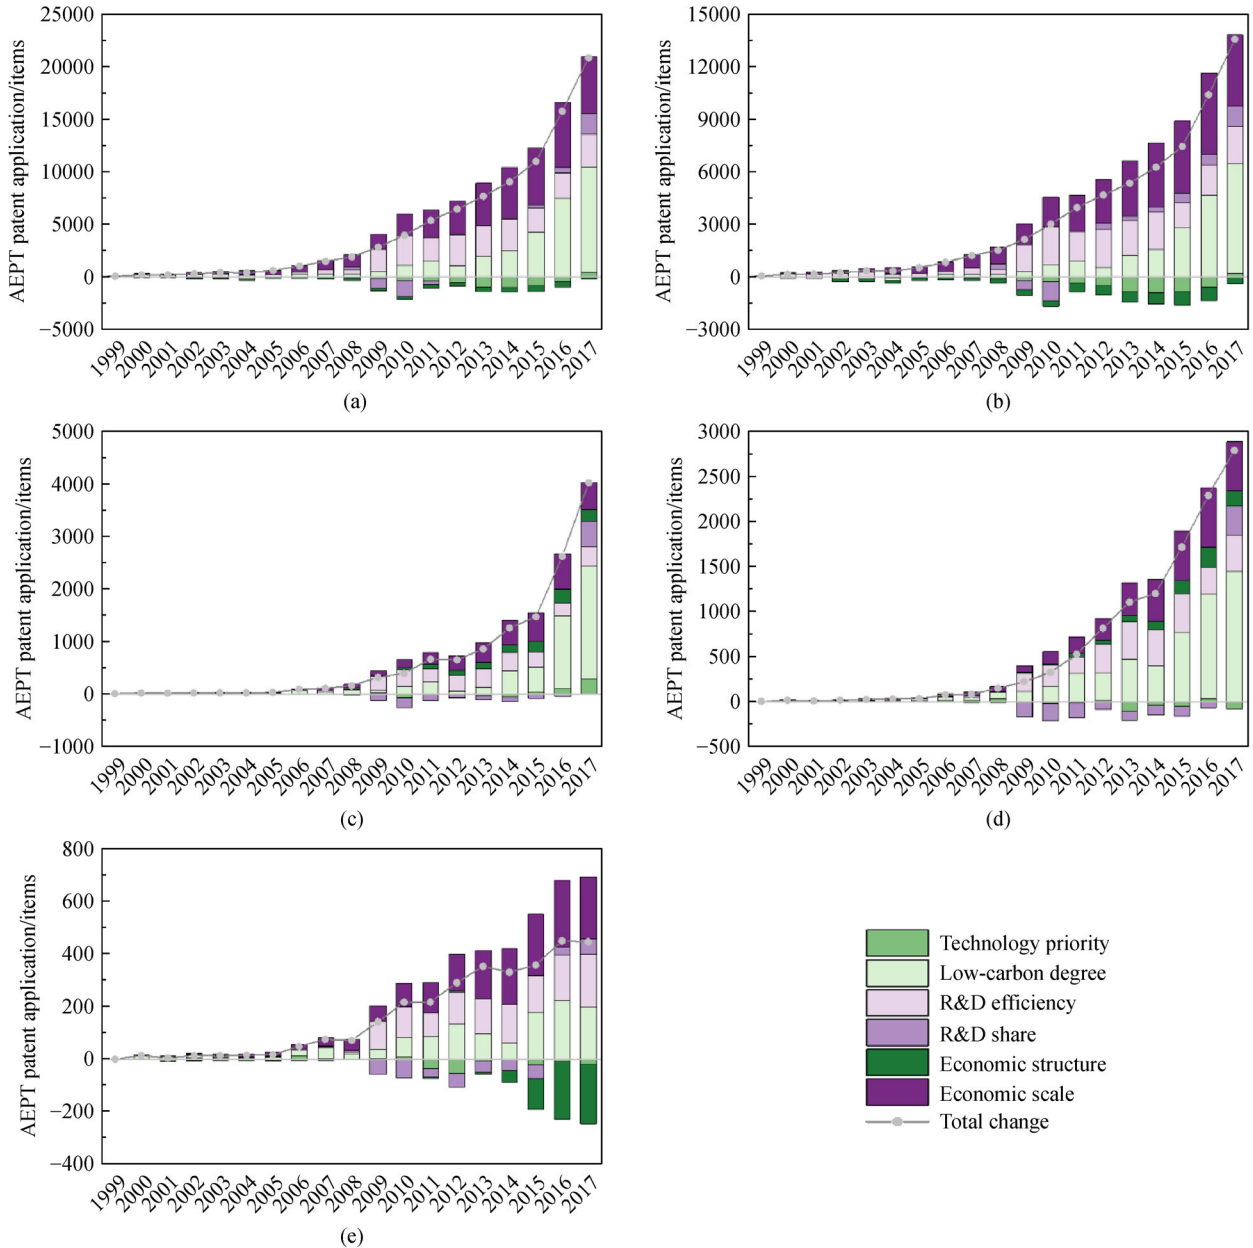 25000
20000
15000
10000
5000
0
−5000
AEPT patent application/items
1999 2000 2001 2002 2003 2004 2005 2006 2007 2008 2009 2010 2011 2012 2013 2014 2015 2016 2017
(a)
15000
12000
9000
6000
3000
0
−3000
AEPT patent application/items
1999 2000 2001 2002 2003 2004 2005 2006 2007 2008 2009 2010 2011 2012 2013 2014 2015 2016 2017
(b)
5000
4000
3000
2000
1000
0
−1000
AEPT patent application/items
1999 2000 2001 2002 2003 2004 2005 2006 2007 2008 2009 2010 2011 2012 2013 2014 2015 2016 2017
(c)
3000
2500
2000
1500
1000
500
0
−500
AEPT patent application/items
1999 2000 2001 2002 2003 2004 2005 2006 2007 2008 2009 2010 2011 2012 2013 2014 2015 2016 2017
(d)
800
600
400
200
0
−200
−400
AEPT patent application/items
1999 2000 2001 2002 2003 2004 2005 2006 2007 2008 2009 2010 2011 2012 2013 2014 2015 2016 2017
(e)
Technology priority
Low-carbon degree
R&D efficiency
R&D share
Economic structure
Economic scale
Total change